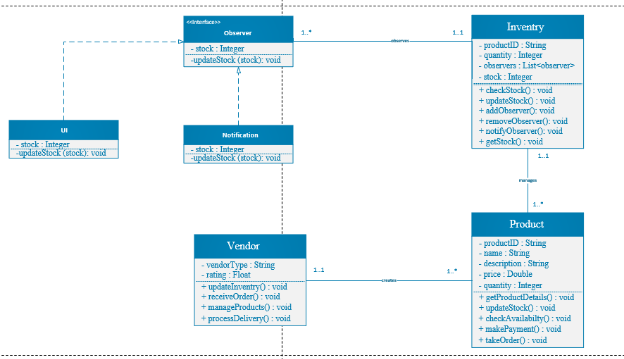 <<Interface>>
Observer
- stock : Integer
-updateStock (stock): void
1..*
observes
1..1
Inventry
- productID : String
- quantity : Integer
- observers : List<observer>
- stock : Integer
+ checkStock() : void
+ updateStock() : void
+ addObserver() : void
+ removeObserver(): void
+ notifyObserver(): void
+ getStock() : void
UI
- stock : Integer
-updateStock (stock): void
Notification
- stock : Integer
-updateStock (stock): void
1..1
manages
1..*
Vendor
- vendorType : String
- rating : Float
+ updateInventry() : void
+ receiveOrder() : void
+ manageProducts() : void
+ processDelivery() : void
1..1
creates
1..*
Product
- productID : String
- name : String
- description : String
- price : Double
- quantity : Integer
+ getProductDetails() : void
+ updateStock() : void
+ checkAvailabilty() : void
+ makePayment() : void
+ takeOrder() : void